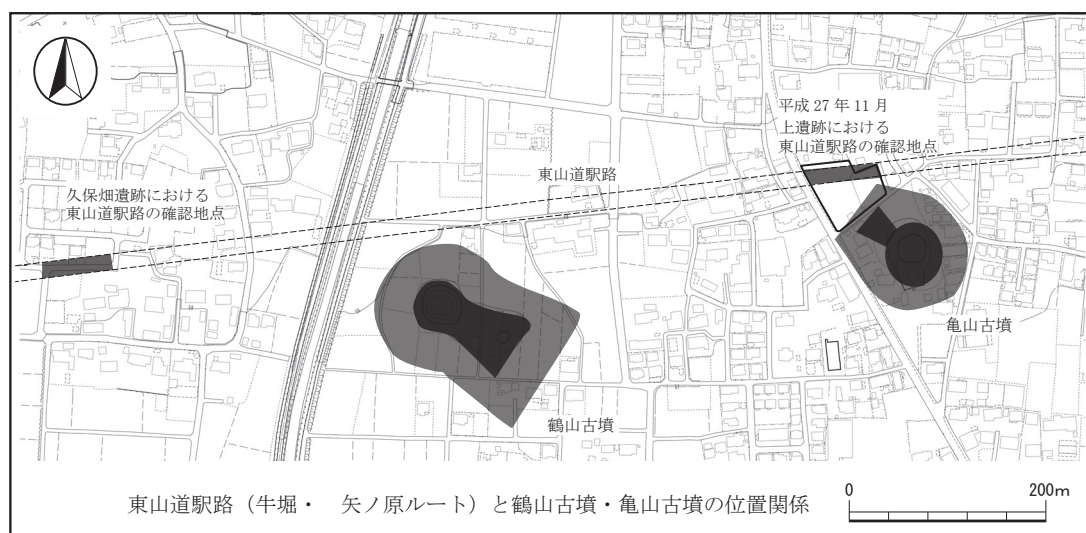 平成 27 年 11 月
上遺跡における
東山道駅路の確認地点
東山道駅路
久保畑遺跡における
東山道駅路の確認地点
亀山古墳
鶴山古墳
東山道駅路（牛堀・　矢ノ原ルート）と鶴山古墳・亀山古墳の位置関係
0 200m